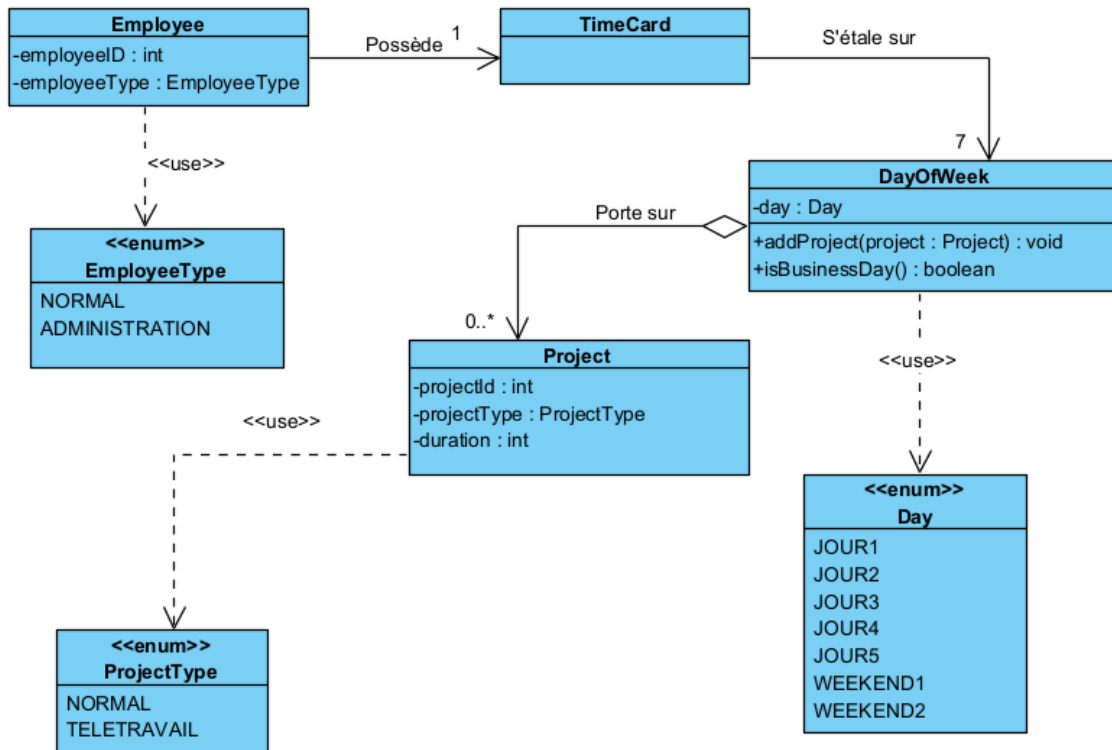 Employee
-employeeID : int
-employeeType : EmployeeType
Possède
1
TimeCard
S'étale sur
7
<<use>>
DayOfWeek
-day : Day
+addProject(project : Project) : void
+isBusinessDay() : boolean
Porte sur
0..*
<<enum>>
EmployeeType
NORMAL
ADMINISTRATION
Project
-projectId : int
-projectType : ProjectType
-duration : int
<<use>>
<<use>>
<<enum>>
Day
JOUR1
JOUR2
JOUR3
JOUR4
JOUR5
WEEKEND1
WEEKEND2
<<enum>>
ProjectType
NORMAL
TELETRAVAIL